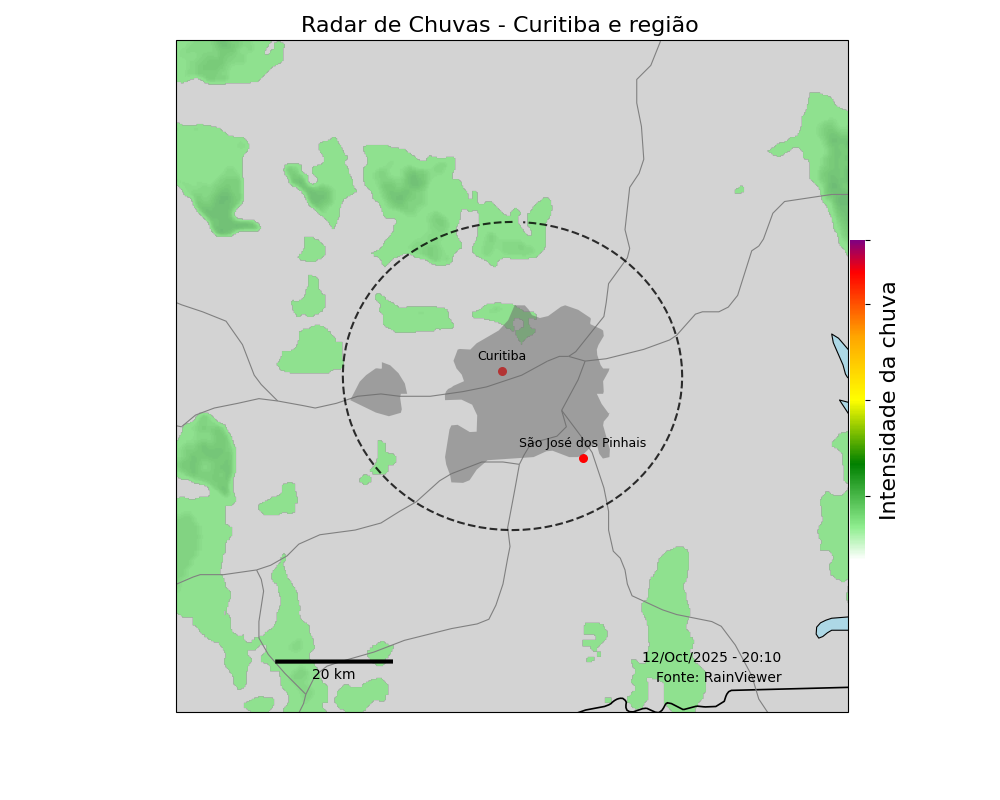 Radar de Chuvas - Curitiba e região
Curitiba
São José dos Pinhais
Intensidade da chuva
12/Oct/2025 - 20:10
20 km
Fonte: RainViewer